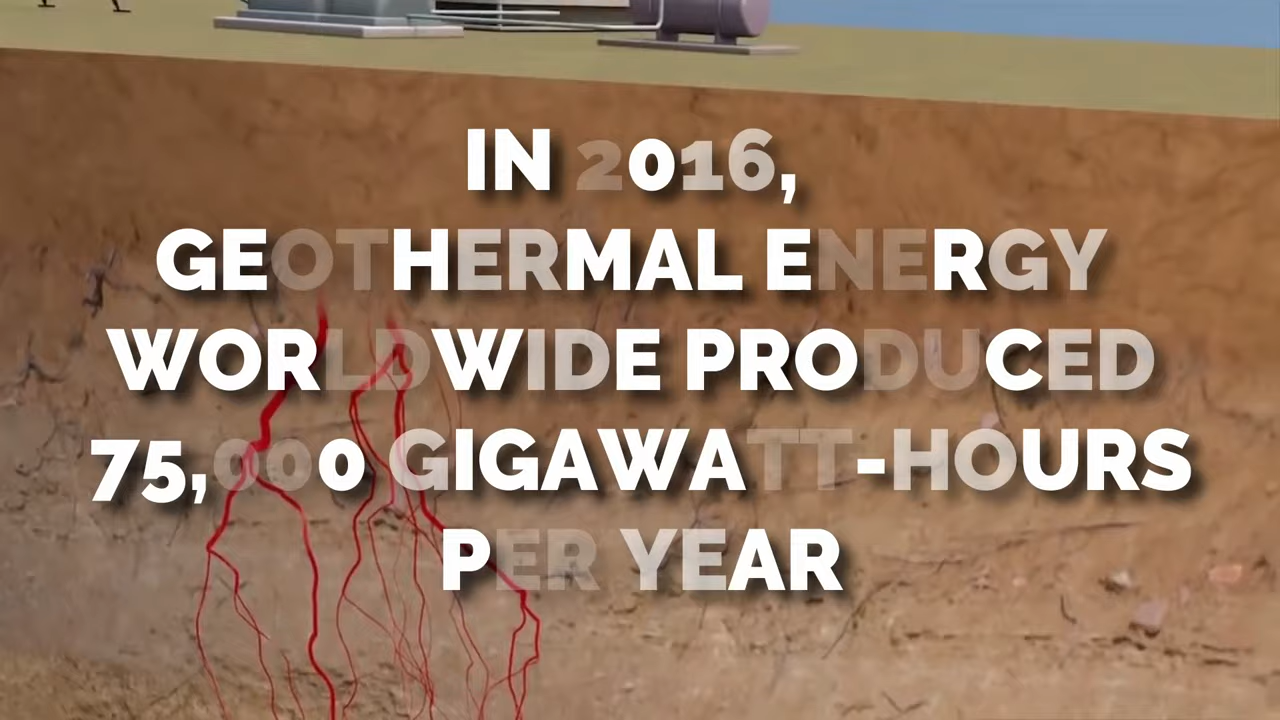 IN 2016,
GEOTHERMAL ENERGY
WORLDWIDE PRODUCED
75,000 GIGAWATT-HOURS
PER YEAR